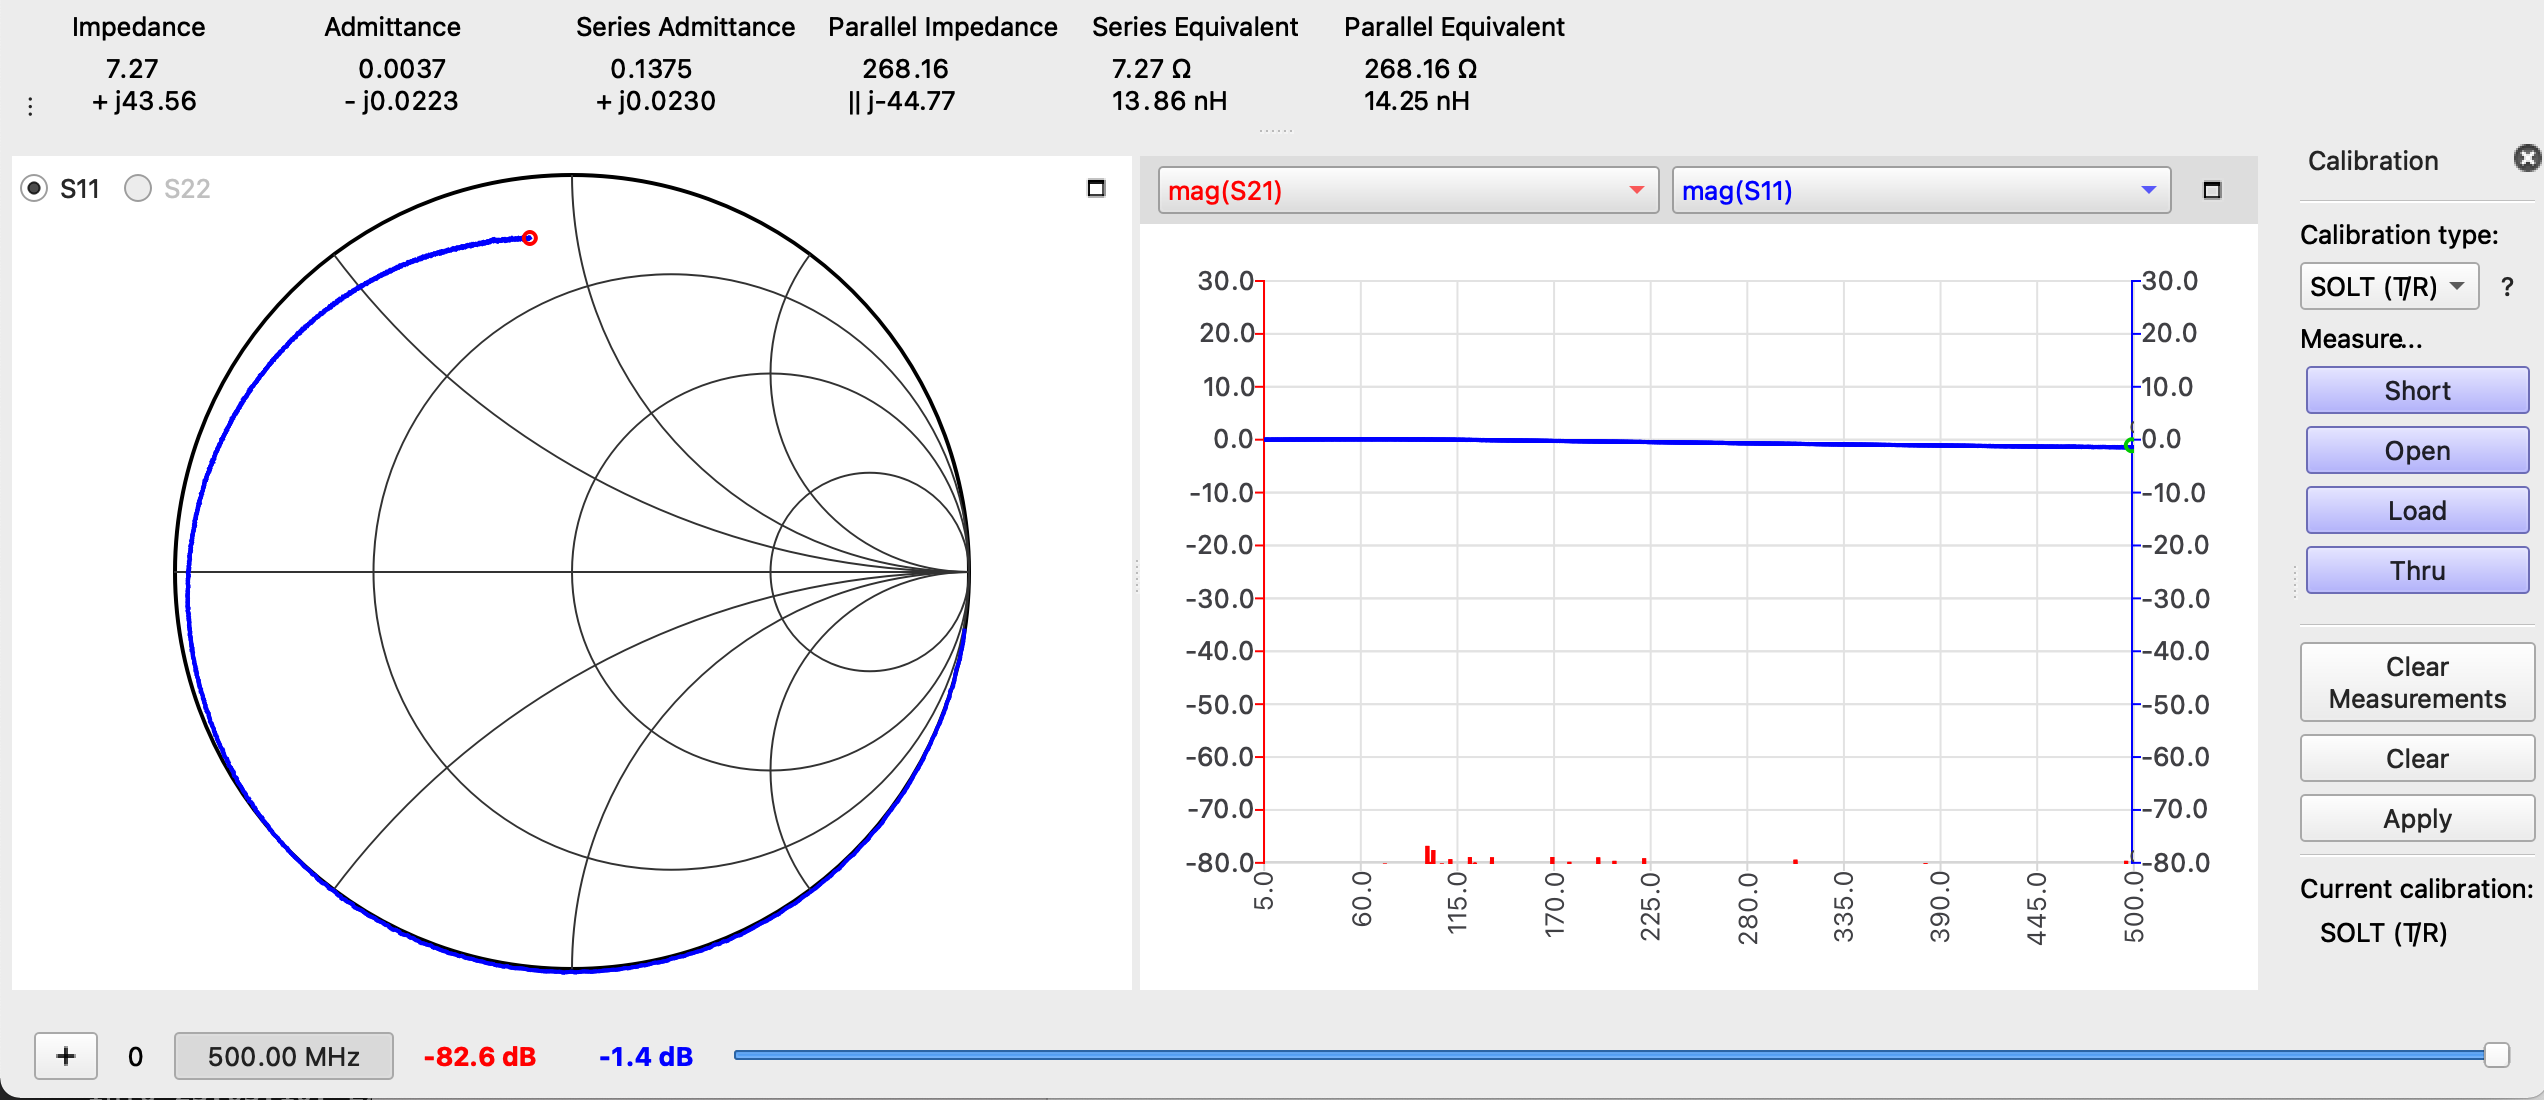 Impedance Admittance Series Admittance Parallel Impedance Series Equivalent Parallel Equivalent
7.27 0.0037 0.1375 268.16 7.27 Ω 268.16 Ω
+ j43.56 - j0.0223 + j0.0230 || j-44.77 13.86 nH 14.25 nH
S11 S22
mag(S21) mag(S11)
30.0 30.0
20.0 20.0
10.0 10.0
0.0 0.0
-10.0 -10.0
-20.0 -20.0
-30.0 -30.0
-40.0 -40.0
-50.0 -50.0
-60.0 -60.0
-70.0 -70.0
-80.0 -80.0
5.0 60.0 115.0 170.0 225.0 280.0 335.0 390.0 445.0 500.0
Calibration
Calibration type:
SOLT (T/R) ?
Measure...
Short
Open
Load
Thru
Clear
Measurements
Clear
Apply
Current calibration:
SOLT (T/R)
+ 0 500.00 MHz -82.6 dB -1.4 dB